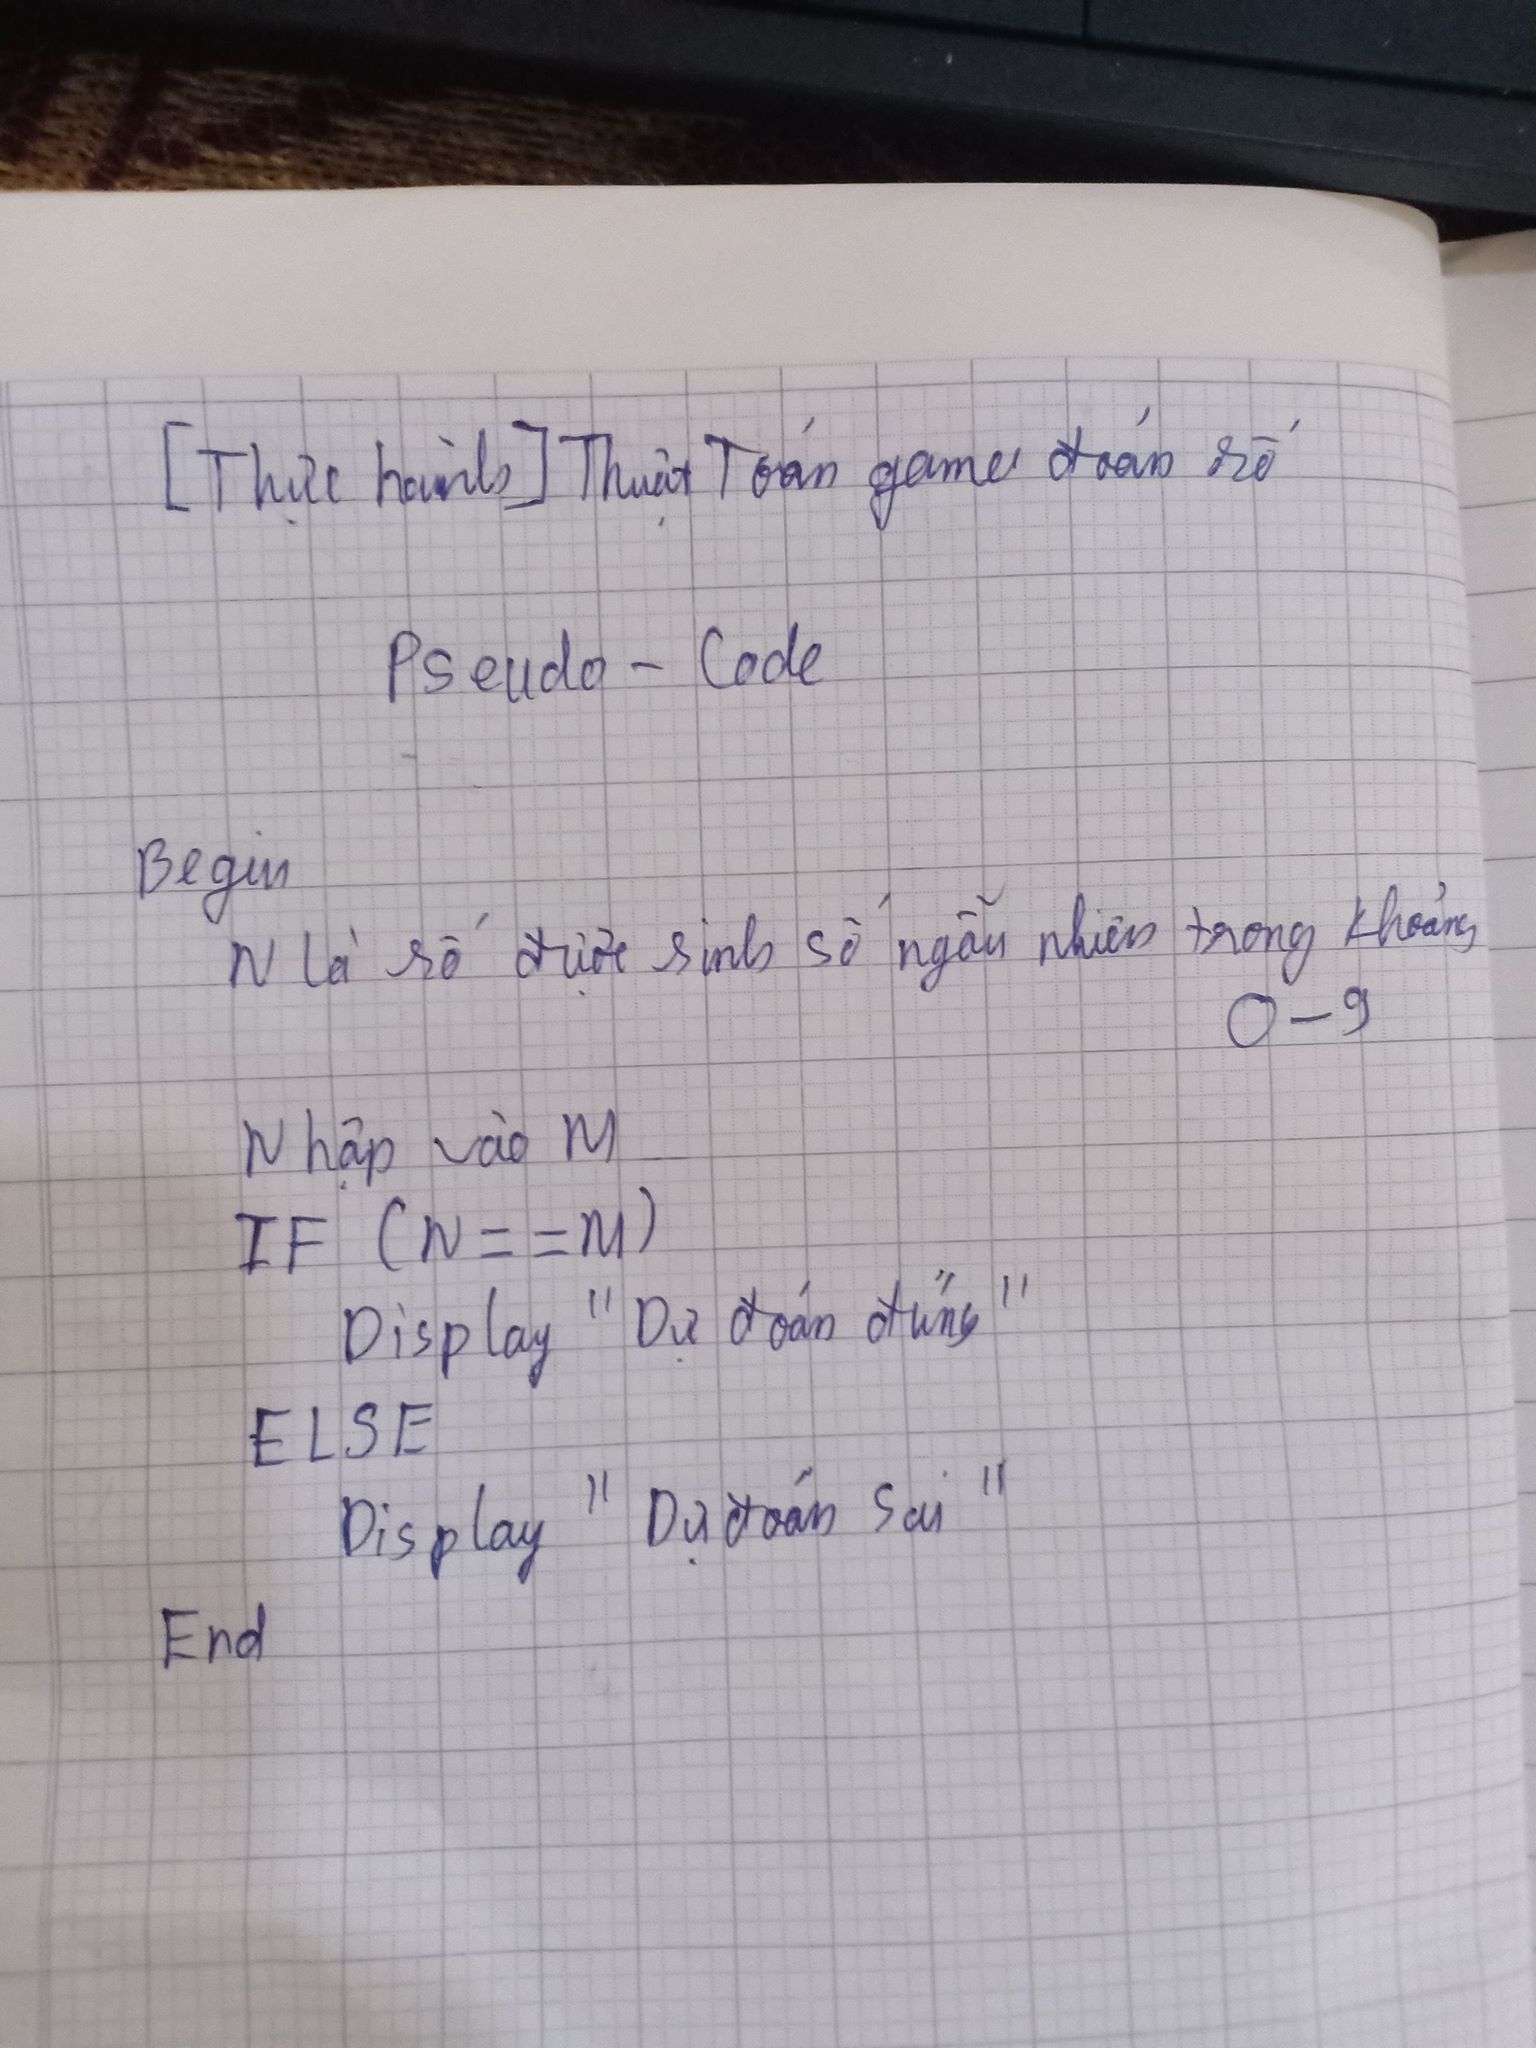 [Thực hành] Thuật Toán game đoán số
Pseudo - Code
Begin
N là số được sinh số ngẫu nhiên trong khoảng
0 - 9
Nhập vào M
IF (N == M)
Display "Dự đoán đúng"
ELSE
Display "Dự đoán sai"
End